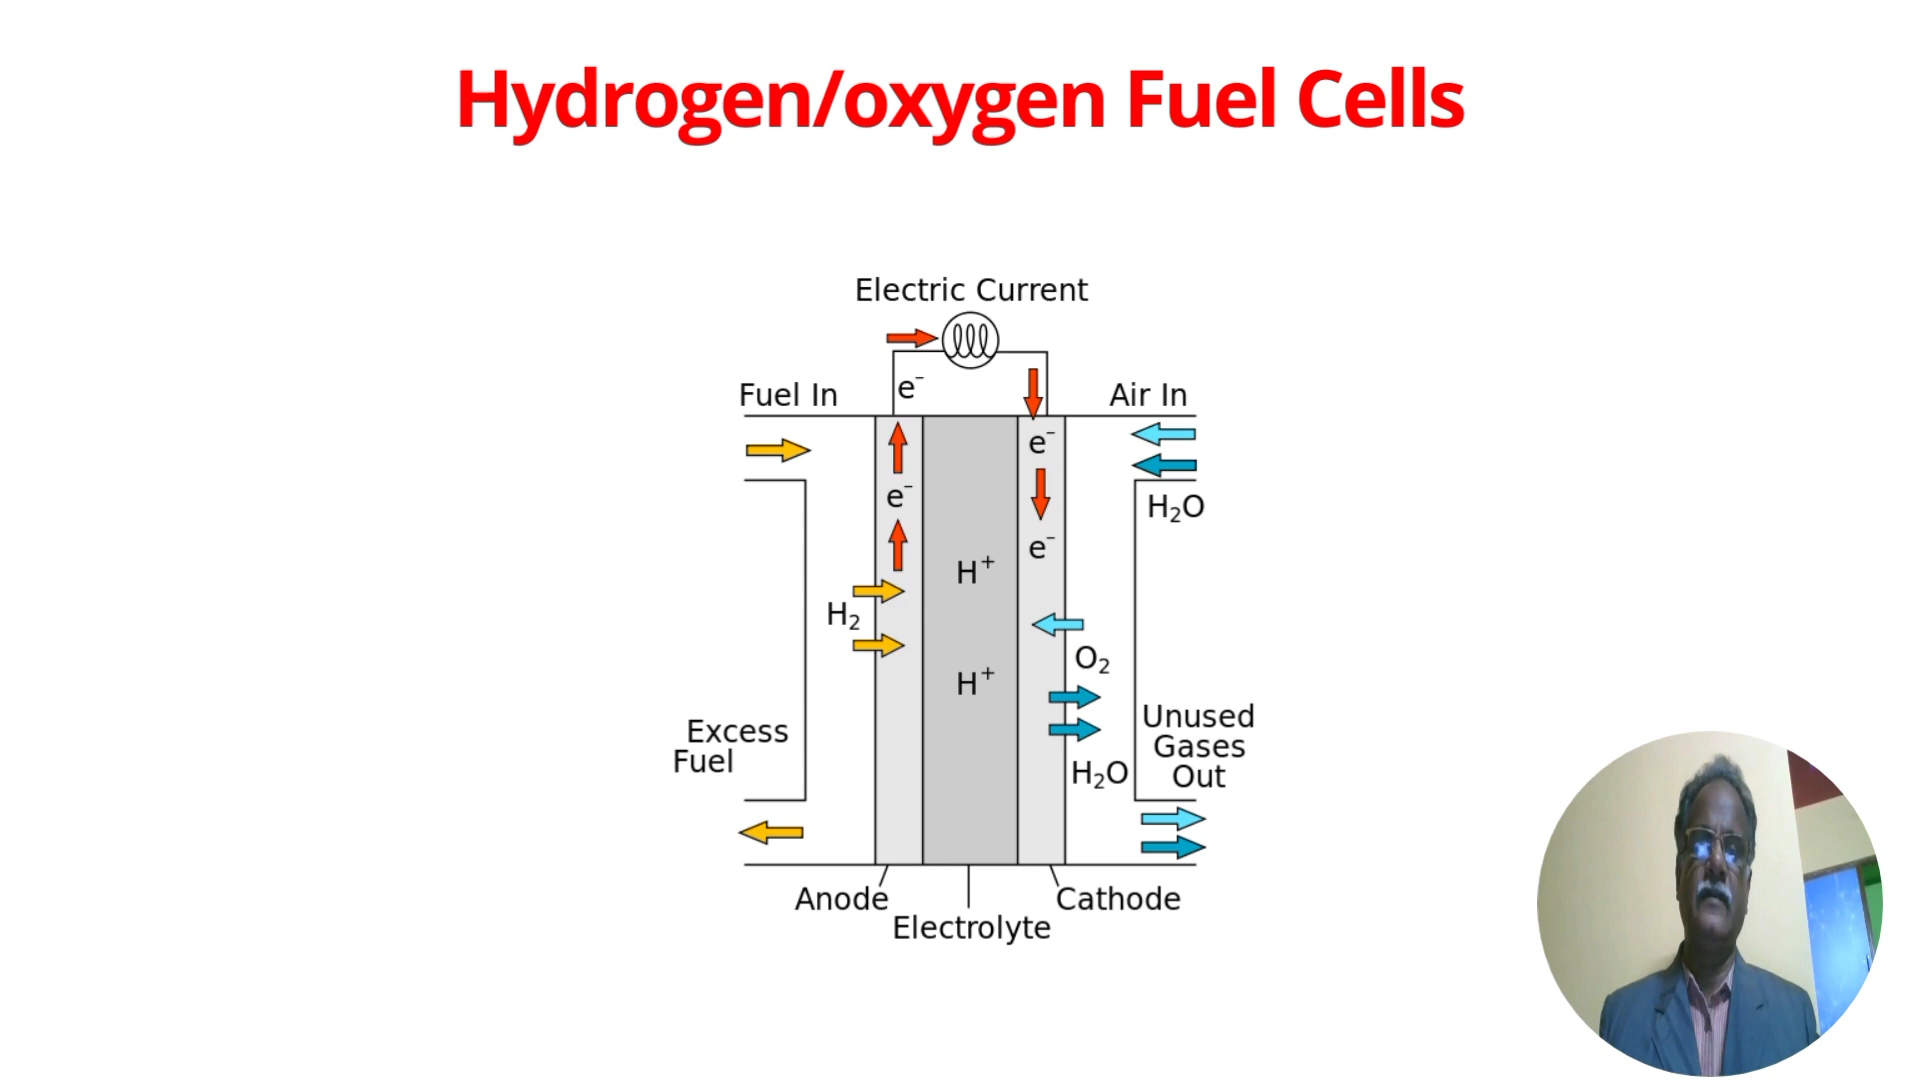 Hydrogen/oxygen Fuel Cells
Electric Current
e⁻
Fuel In
Air In
e⁻
e⁻
H₂O
e⁻
H⁺
H₂
O₂
H⁺
Excess
Fuel
Unused
Gases
Out
H₂O
Anode
Cathode
Electrolyte